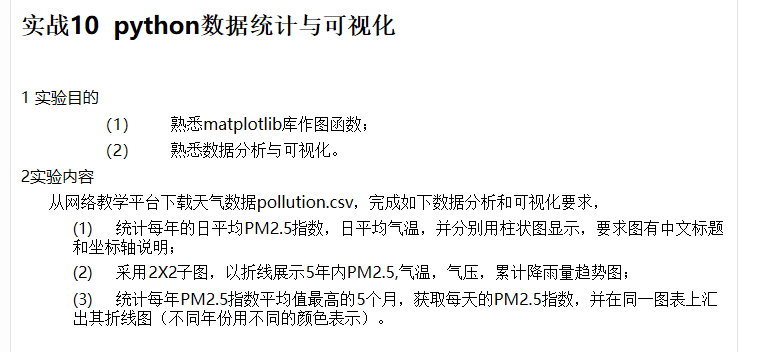 实战10 python数据统计与可视化
1 实验目的
（1） 熟悉matplotlib库作图函数；
（2） 熟悉数据分析与可视化。
2实验内容
从网络教学平台下载天气数据pollution.csv，完成如下数据分析和可视化要求，
(1) 统计每年的日平均PM2.5指数，日平均气温，并分别用柱状图显示，要求图有中文标题
和坐标轴说明；
(2) 采用2X2子图，以折线展示5年内PM2.5,气温，气压，累计降雨量趋势图；
(3) 统计每年PM2.5指数平均值最高的5个月，获取每天的PM2.5指数，并在同一图表上汇
出其折线图（不同年份用不同的颜色表示）。